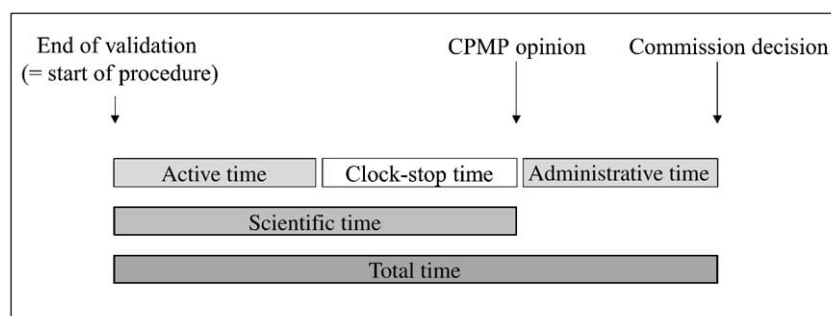 End of validation
(= start of procedure)
CPMP opinion
Commission decision
Active time
Clock-stop time
Administrative time
Scientific time
Total time